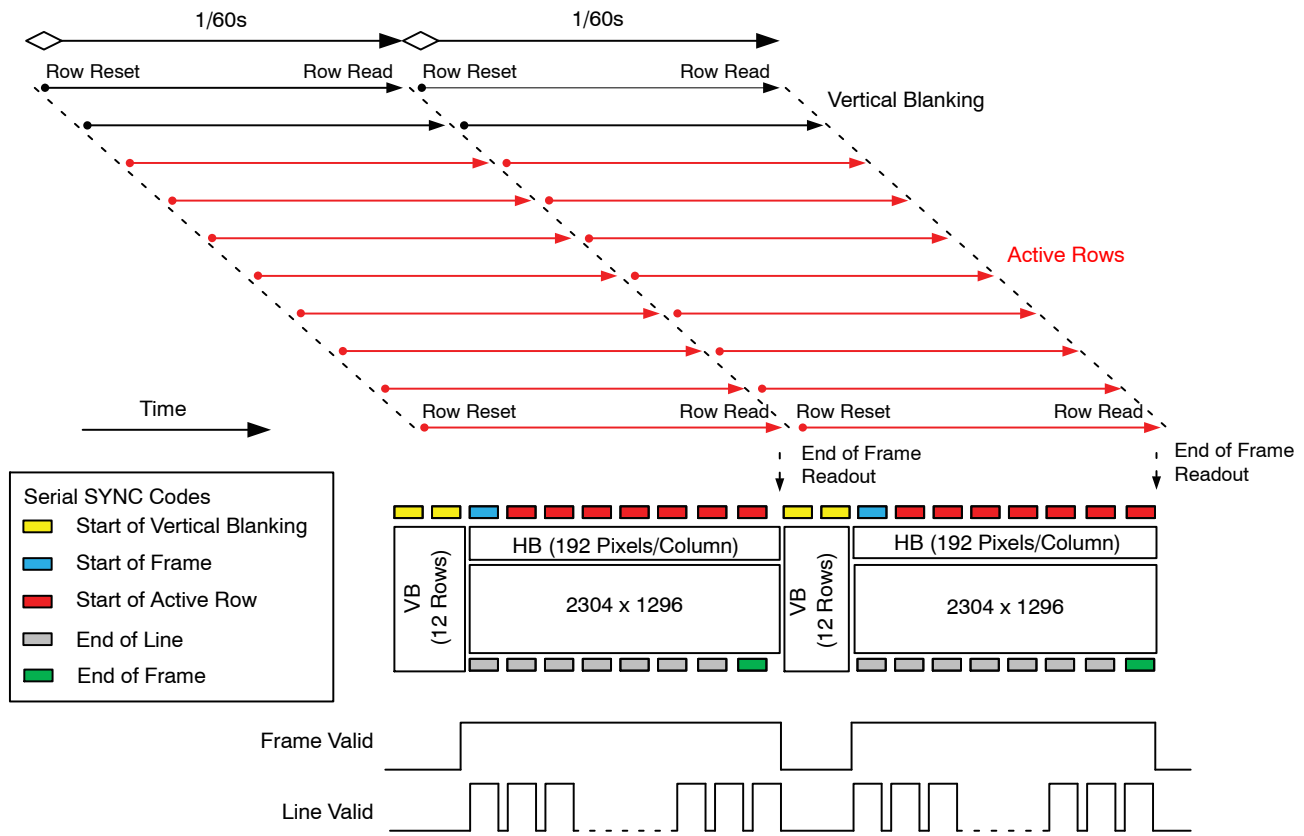 1/60s
1/60s
Row Reset
Row Read
Row Reset
Row Read
Vertical Blanking
Active Rows
Time
Row Reset
Row Read
Row Reset
Row Read
End of Frame
Readout
End of Frame
Readout
Serial SYNC Codes
Start of Vertical Blanking
Start of Frame
Start of Active Row
End of Line
End of Frame
VB
(12 Rows)
HB (192 Pixels/Column)
2304 x 1296
VB
(12 Rows)
HB (192 Pixels/Column)
2304 x 1296
Frame Valid
Line Valid